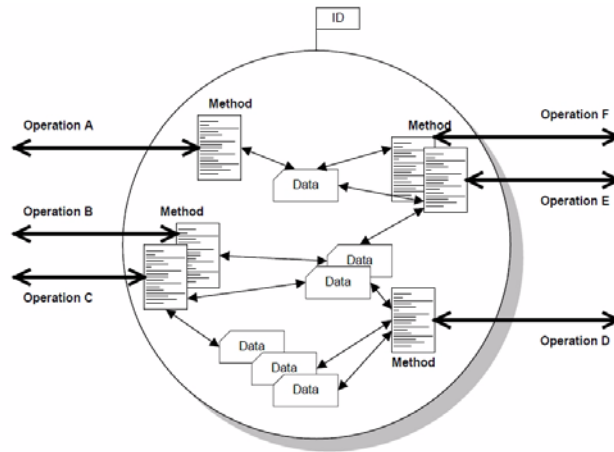 ID
Method
Operation A
Method
Operation F
Data
Operation E
Operation B
Method
Data
Data
Operation C
Data
Data
Data
Method
Operation D